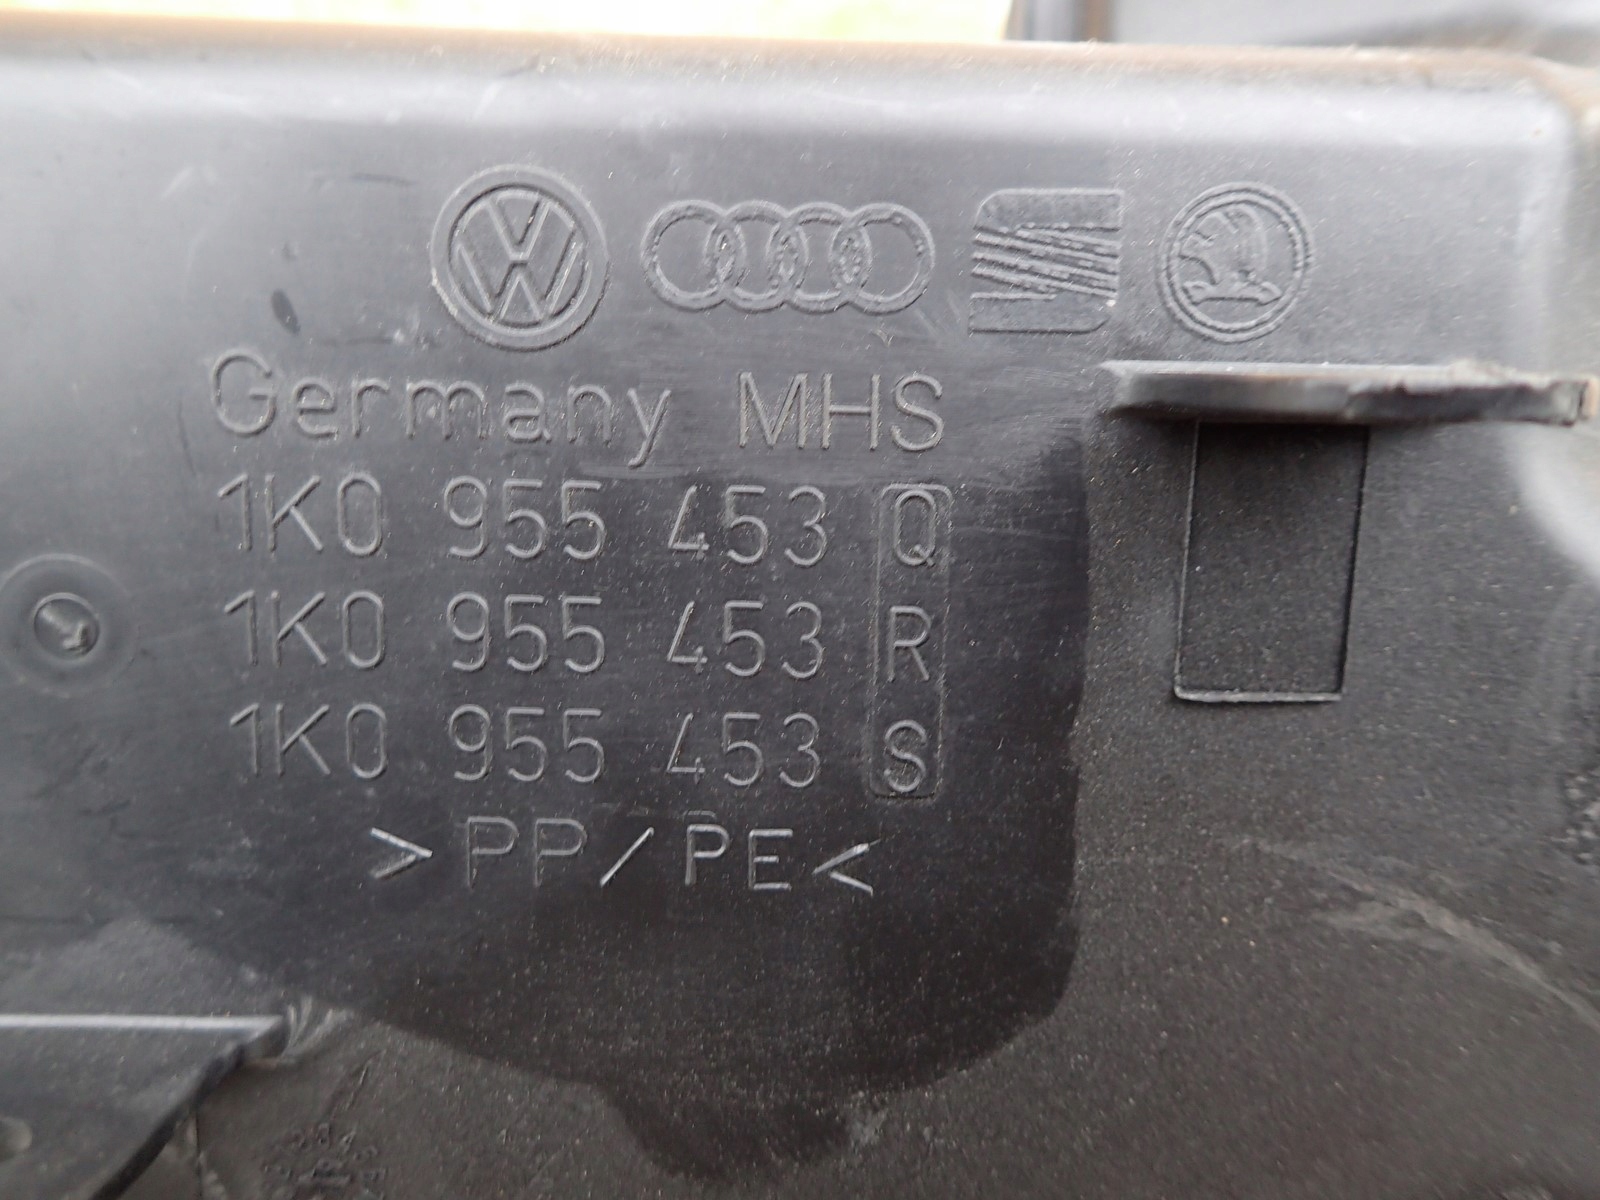 Germany MHS
1K0 955 453 Q
1K0 955 453 R
1K0 955 453 S
>PP/PE<